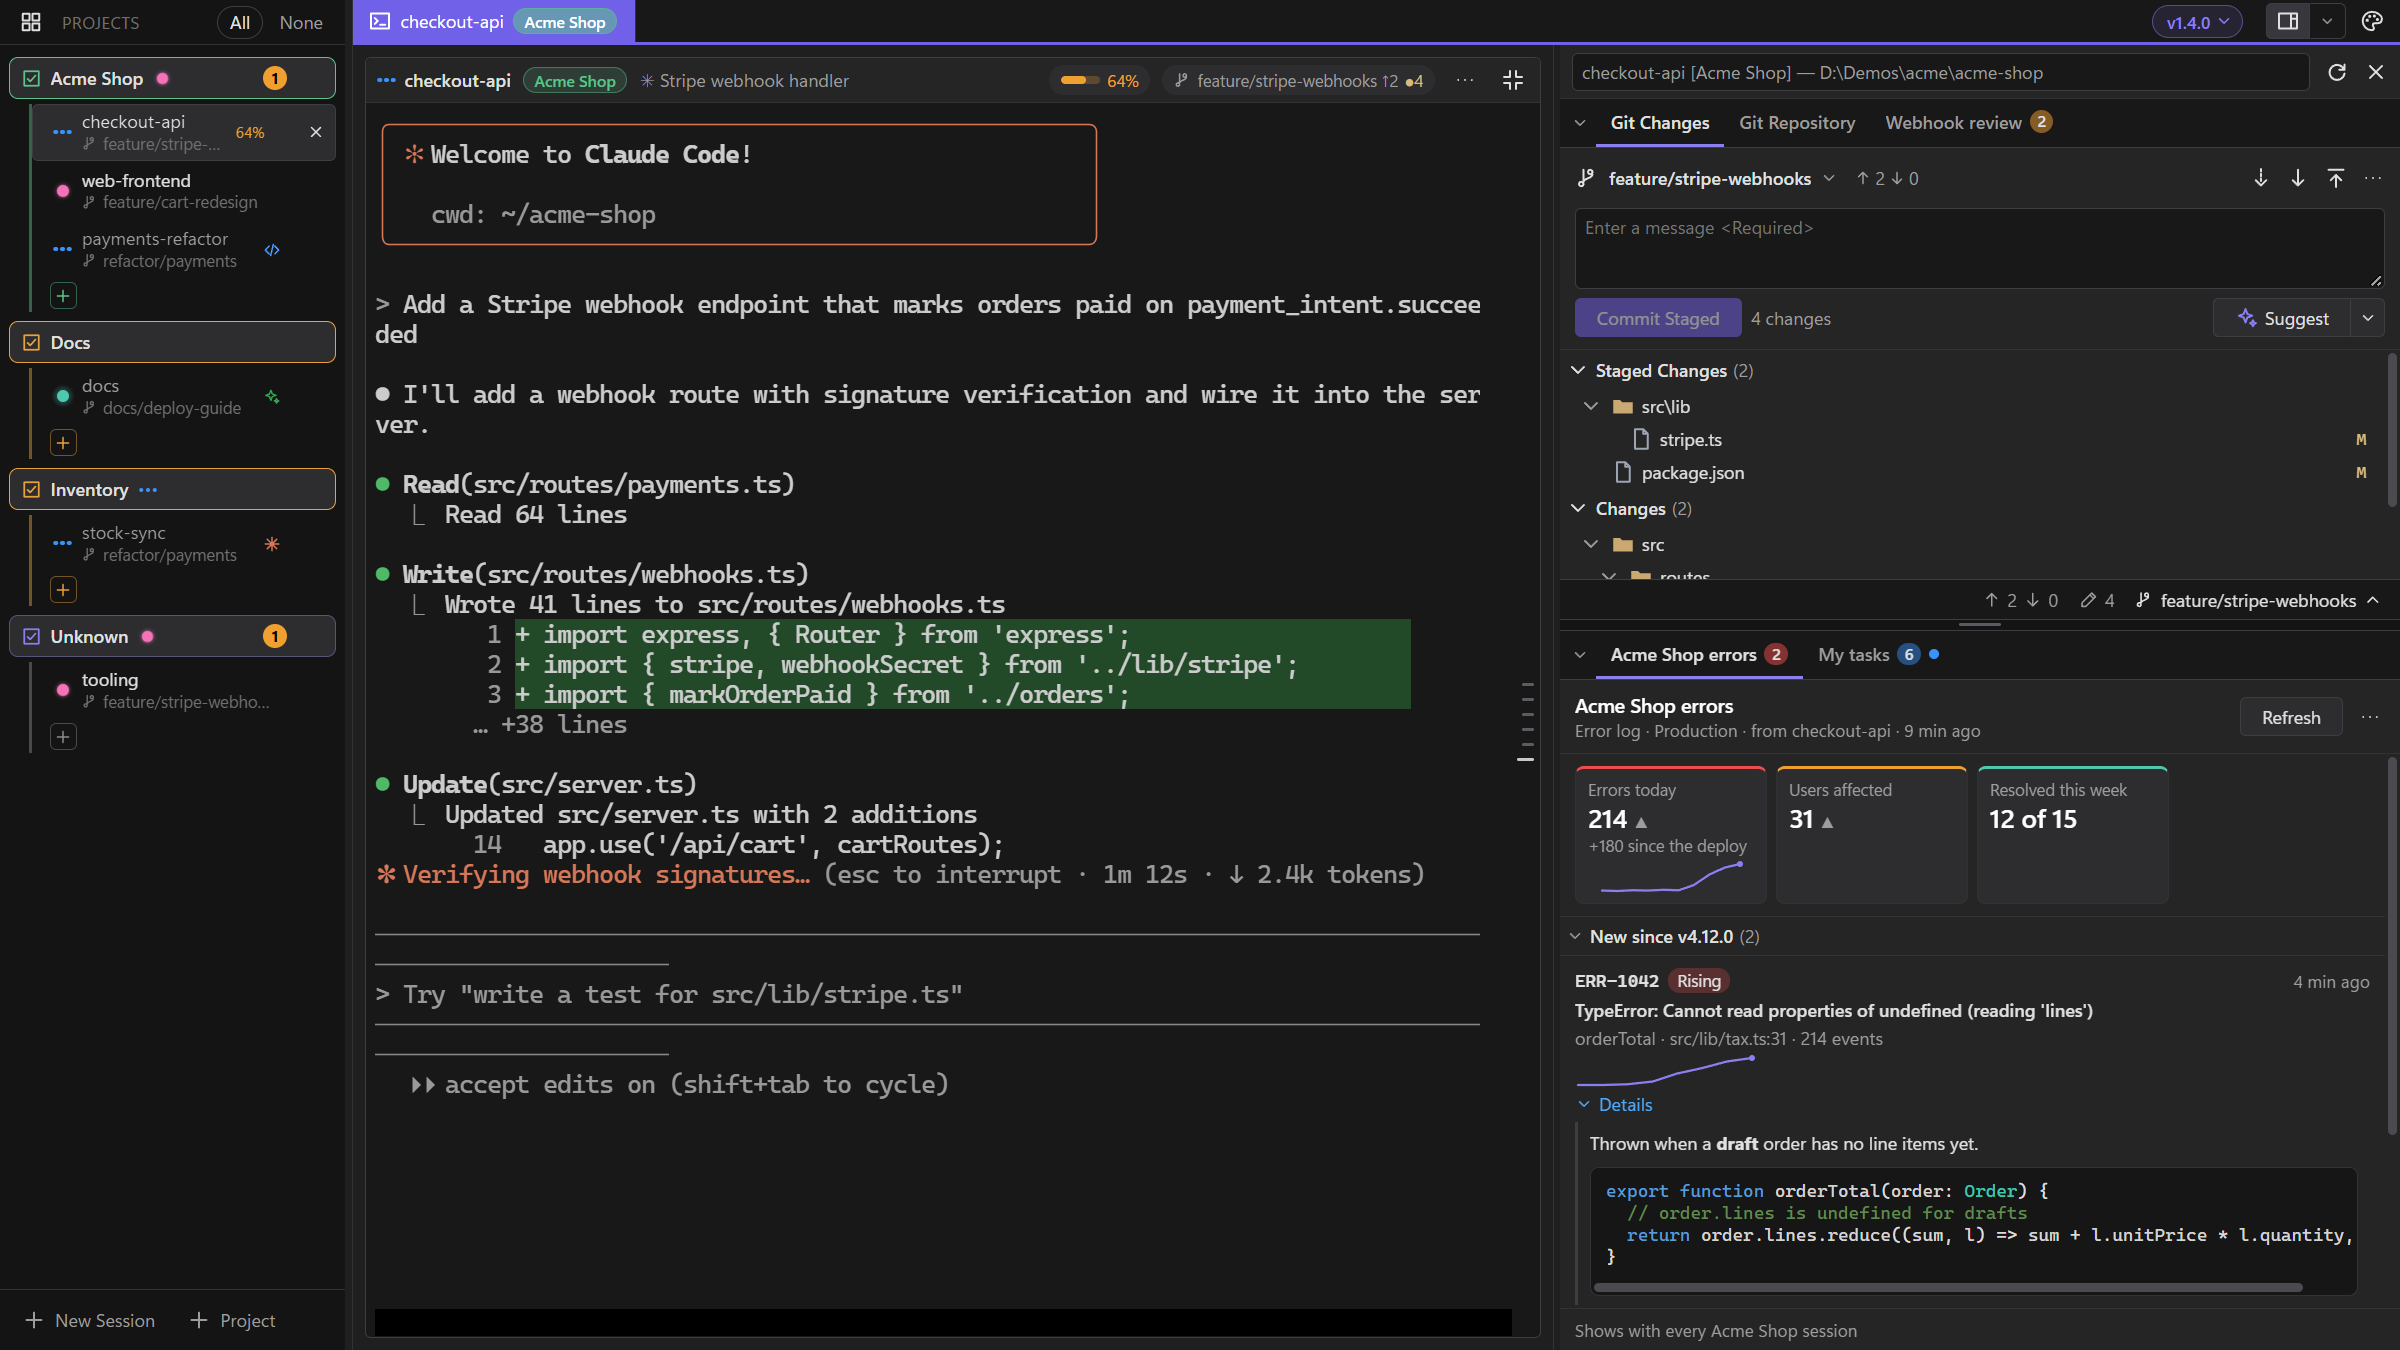 PROJECTS
All
None
Acme Shop
1
checkout-api
feature/stripe-...
64%
web-frontend
feature/cart-redesign
payments-refactor
refactor/payments
Docs
docs
docs/deploy-guide
Inventory
stock-sync
refactor/payments
Unknown
1
tooling
feature/stripe-webho...
New Session
Project
checkout-api
Acme Shop
v1.4.0
checkout-api
Acme Shop
Stripe webhook handler
64%
feature/stripe-webhooks ↑2 ●4
Welcome to Claude Code!
cwd: ~/acme-shop
> Add a Stripe webhook endpoint that marks orders paid on payment_intent.succee
ded
● I'll add a webhook route with signature verification and wire it into the ser
ver.
● Read(src/routes/payments.ts)
⎿ Read 64 lines
● Write(src/routes/webhooks.ts)
⎿ Wrote 41 lines to src/routes/webhooks.ts
1 + import express, { Router } from 'express';
2 + import { stripe, webhookSecret } from '../lib/stripe';
3 + import { markOrderPaid } from '../orders';
… +38 lines
● Update(src/server.ts)
⎿ Updated src/server.ts with 2 additions
14 app.use('/api/cart', cartRoutes);
✻ Verifying webhook signatures… (esc to interrupt · 1m 12s · ↓ 2.4k tokens)
> Try "write a test for src/lib/stripe.ts"
⏵⏵ accept edits on (shift+tab to cycle)
checkout-api [Acme Shop] — D:\Demos\acme\acme-shop
Git Changes
Git Repository
Webhook review
2
feature/stripe-webhooks
↑ 2 ↓ 0
Enter a message <Required>
Commit Staged
4 changes
Suggest
Staged Changes (2)
src\lib
stripe.ts
M
package.json
M
Changes (2)
src
routes
↑ 2 ↓ 0
4
feature/stripe-webhooks
Acme Shop errors
2
My tasks
6
Acme Shop errors
Error log · Production · from checkout-api · 9 min ago
Refresh
Errors today
214 ▲
+180 since the deploy
Users affected
31 ▲
Resolved this week
12 of 15
New since v4.12.0 (2)
ERR-1042
Rising
4 min ago
TypeError: Cannot read properties of undefined (reading 'lines')
orderTotal · src/lib/tax.ts:31 · 214 events
Details
Thrown when a draft order has no line items yet.
export function orderTotal(order: Order) {
// order.lines is undefined for drafts
return order.lines.reduce((sum, l) => sum + l.unitPrice * l.quantity,
}
Shows with every Acme Shop session